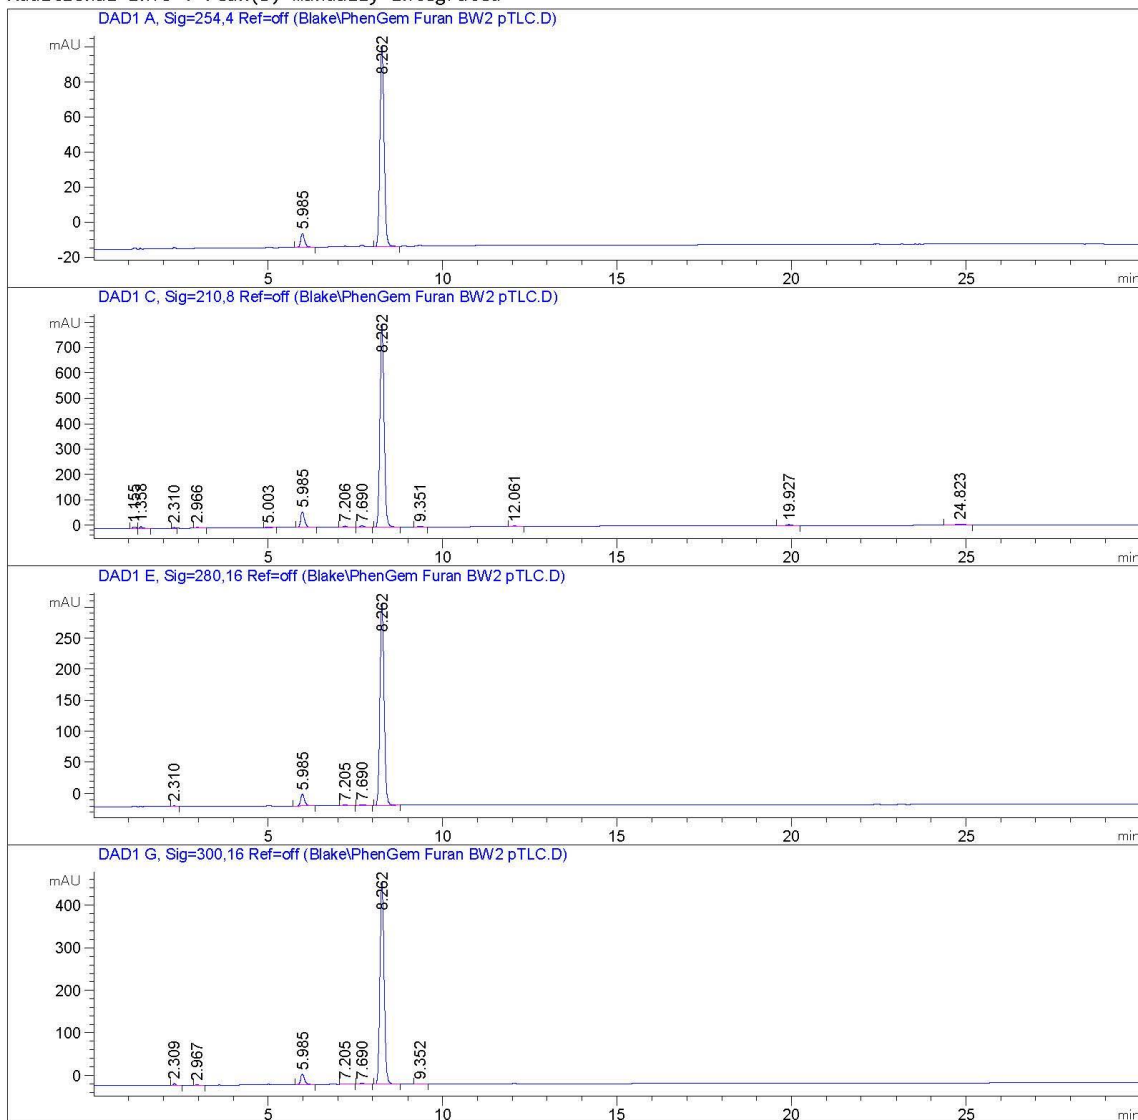 DAD1 A, Sig=254,4 Ref=off (Blake\PhenGem Furan BW2 pTLC.D)
mAU
8.262
80
60
40
5.985
20
0
-20
5 10 15 20 25 min
DAD1 C, Sig=210,8 Ref=off (Blake\PhenGem Furan BW2 pTLC.D)
mAU
8.262
700
600
500
400
300
200
1.155 1.358 2.310 2.966 5.003 5.985 7.206 7.690 9.351 12.061 19.927 24.823
100
0
5 10 15 20 25 min
DAD1 E, Sig=280,16 Ref=off (Blake\PhenGem Furan BW2 pTLC.D)
mAU
8.262
250
200
150
100
50
2.310 5.985 7.205 7.690
0
5 10 15 20 25 min
DAD1 G, Sig=300,16 Ref=off (Blake\PhenGem Furan BW2 pTLC.D)
mAU
8.262
400
300
200
100
2.309 2.967 5.985 7.205 7.690 9.352
0
5 10 15 20 25 min